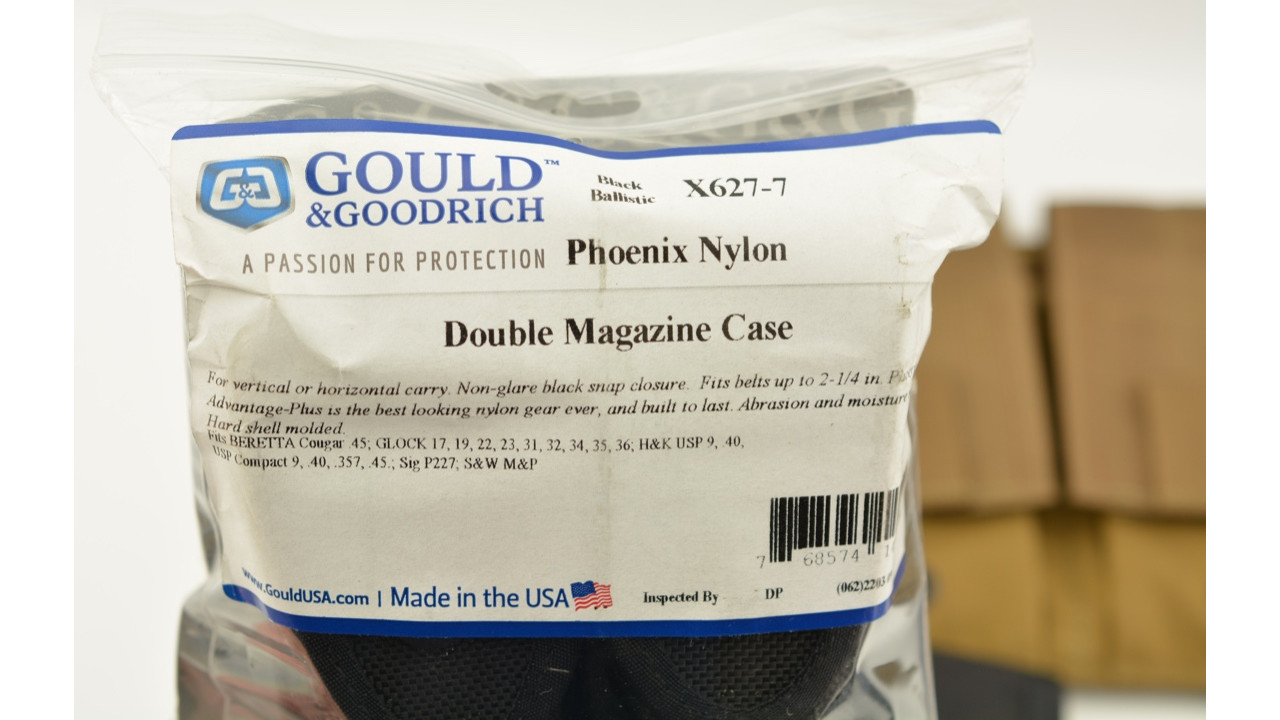 G&G
GOULD™
&GOODRICH
A PASSION FOR PROTECTION
Black
Ballistic
X627-7
Phoenix Nylon
Double Magazine Case
For vertical or horizontal carry. Non-glare black snap closure. Fits belts up to 2-1/4 in.
Advantage-Plus is the best looking nylon gear ever, and built to last. Abrasion and moisture
Hard shell molded.
Fits BERETTA Cougar 45; GLOCK 17, 19, 22, 23, 31, 32, 34, 35, 36; H&K USP 9, .40,
USP Compact 9, .40, .357, .45.; Sig P227; S&W M&P
7 68574 1
www.GouldUSA.com | Made in the USA
Inspected By DP